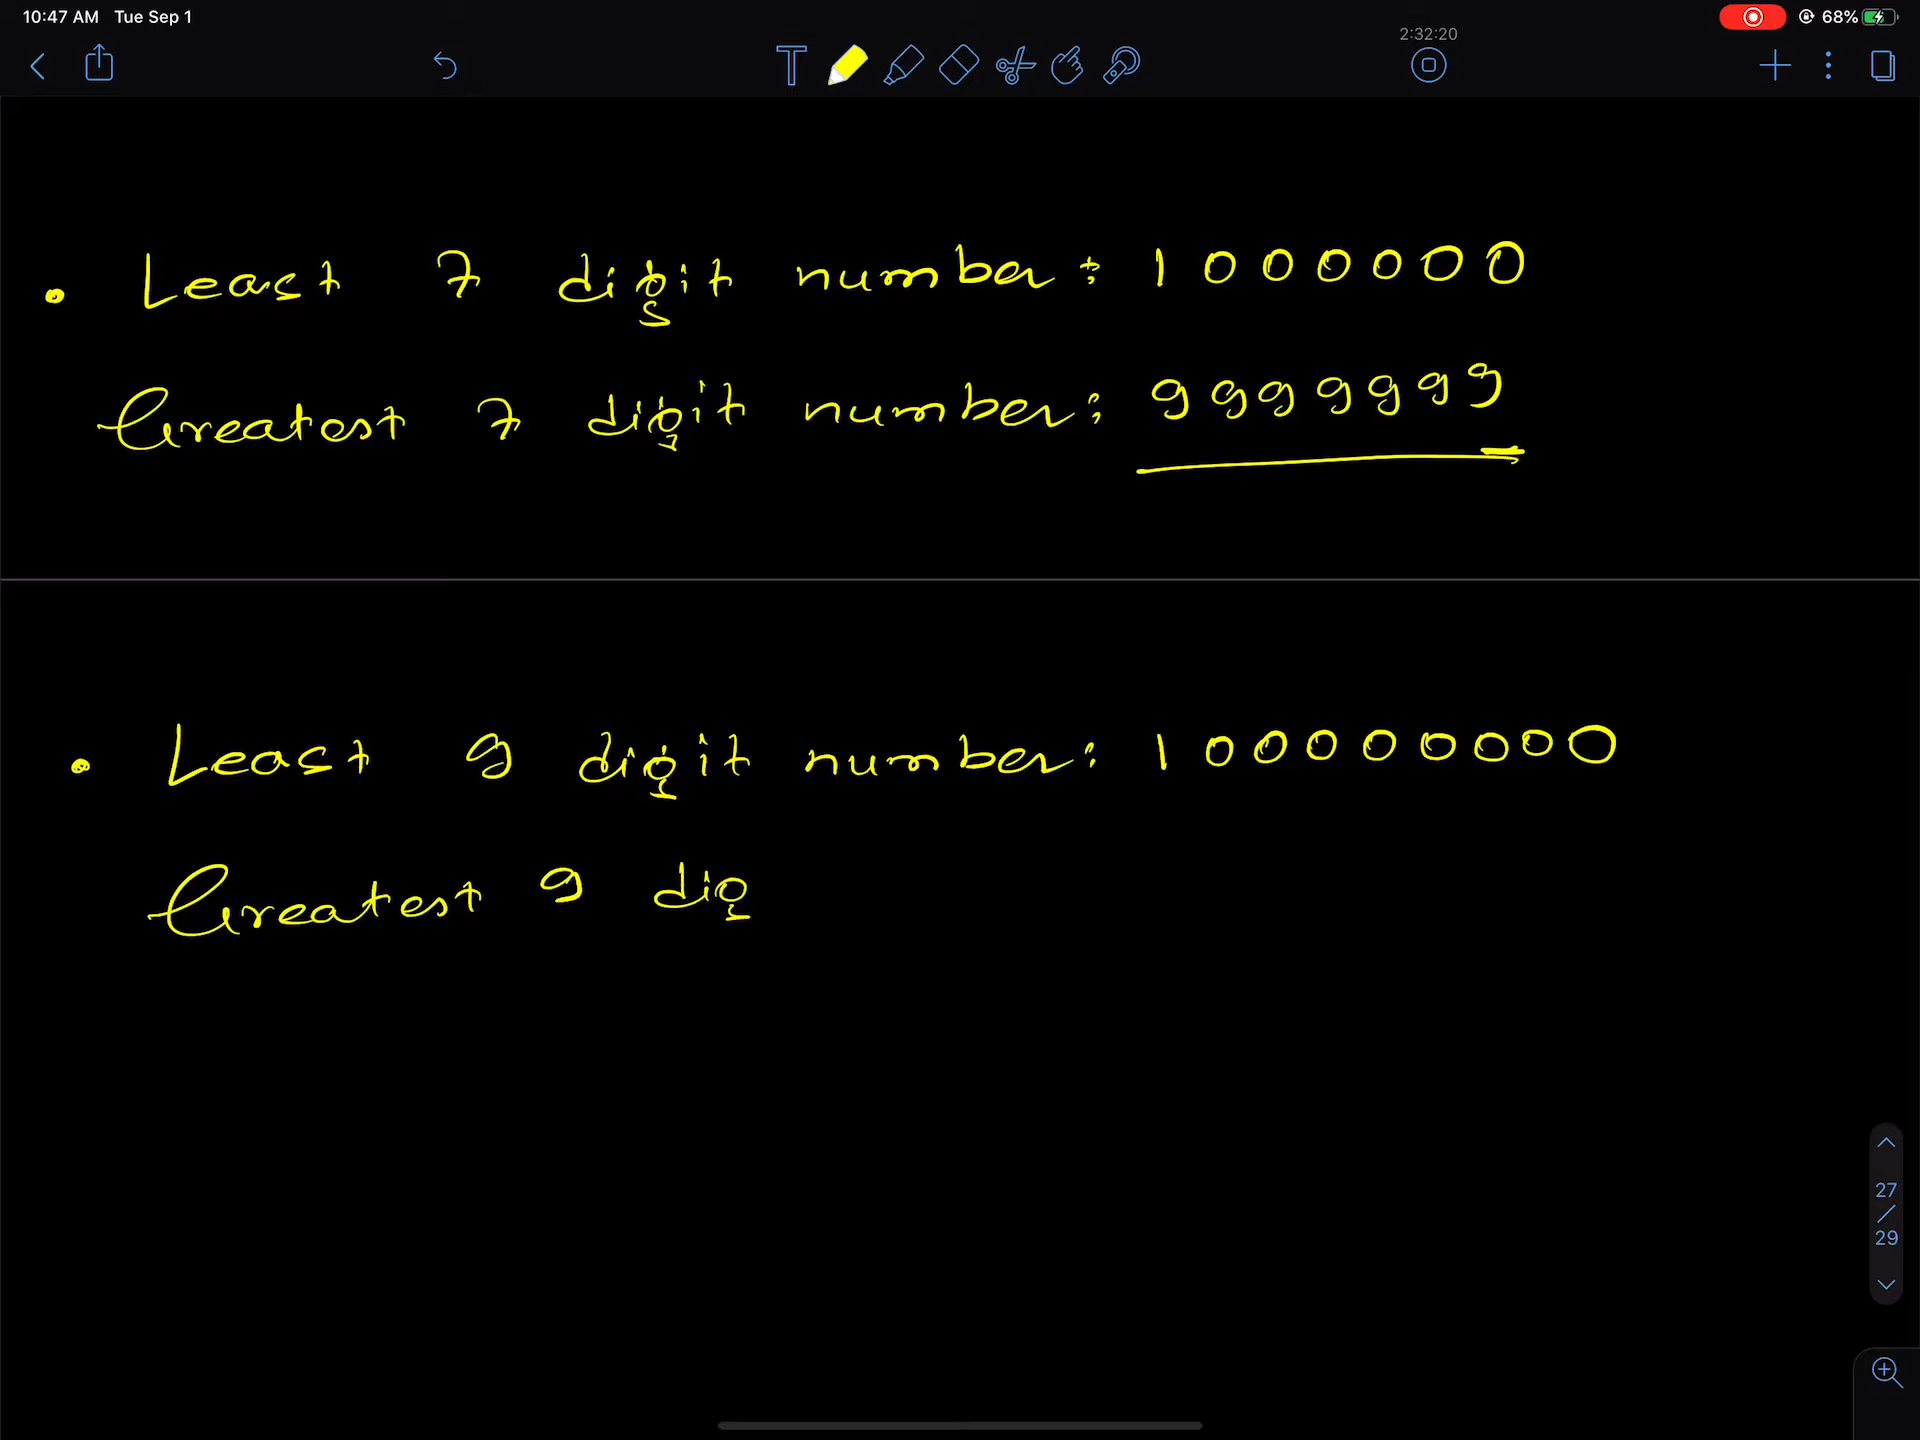 10:47 AM Tue Sep 1
68%
2:32:20
• Least 7 digit number: 1000000
Greatest 7 digit number: 9999999
• Least 9 digit number: 100000000
Greatest 9 dig
27
/
29